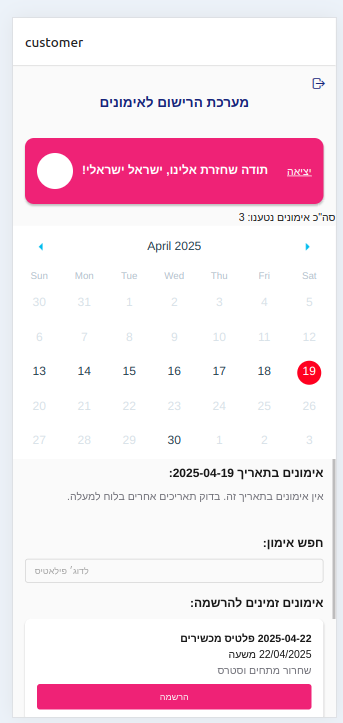 customer
מערכת הרישום לאימונים
תודה שחזרת אלינו, ישראל ישראלי!
יציאה
סה"כ אימונים נטענו: 3
April 2025
Sun Mon Tue Wed Thu Fri Sat
30 31 1 2 3 4 5
6 7 8 9 10 11 12
13 14 15 16 17 18 19
20 21 22 23 24 25 26
27 28 29 30 1 2 3
אימונים בתאריך 2025-04-19:
אין אימונים בתאריך זה. בדוק תאריכים אחרים בלוח למעלה.
חפש אימון:
לדוג׳ פילאטיס
אימונים זמינים להרשמה:
2025-04-22 פלטיס מכשירים
22/04/2025 משעה
שחרור מתחים וסטרס
הרשמה